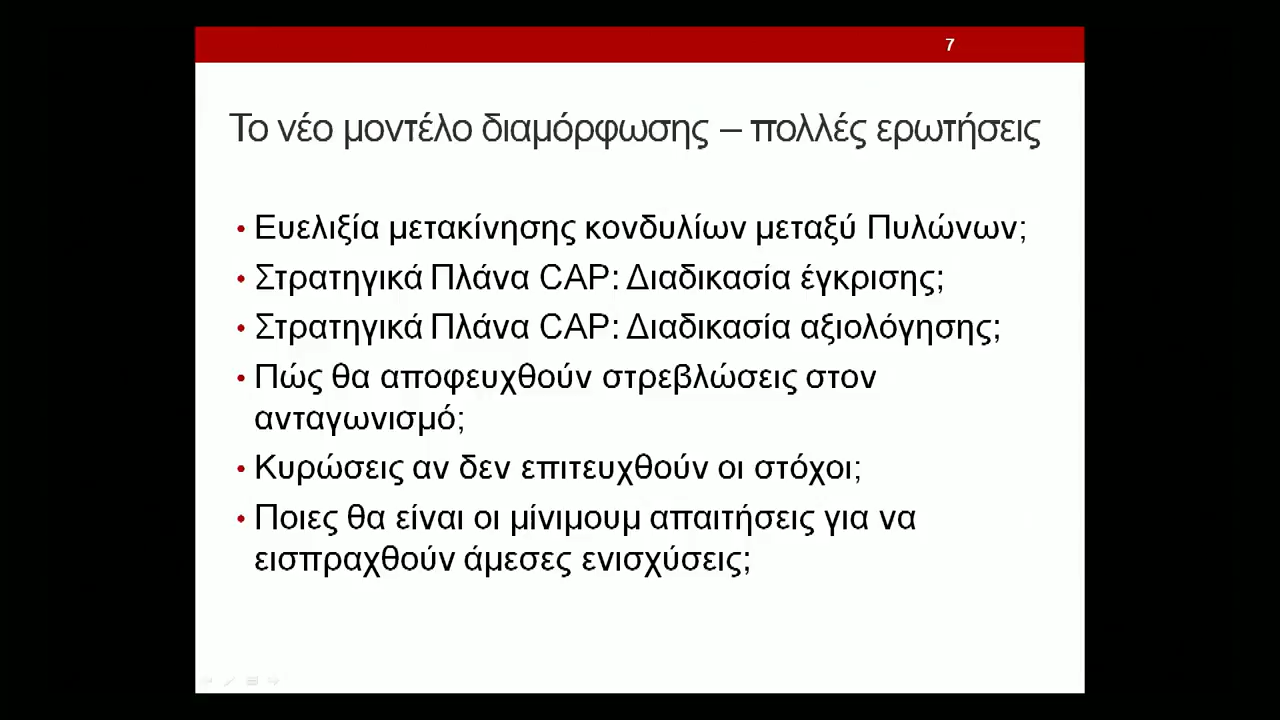 7
Το νέο μοντέλο διαμόρφωσης – πολλές ερωτήσεις
• Ευελιξία μετακίνησης κονδυλίων μεταξύ Πυλώνων;
• Στρατηγικά Πλάνα CAP: Διαδικασία έγκρισης;
• Στρατηγικά Πλάνα CAP: Διαδικασία αξιολόγησης;
• Πώς θα αποφευχθούν στρεβλώσεις στον
ανταγωνισμό;
• Κυρώσεις αν δεν επιτευχθούν οι στόχοι;
• Ποιες θα είναι οι μίνιμουμ απαιτήσεις για να
εισπραχθούν άμεσες ενισχύσεις;